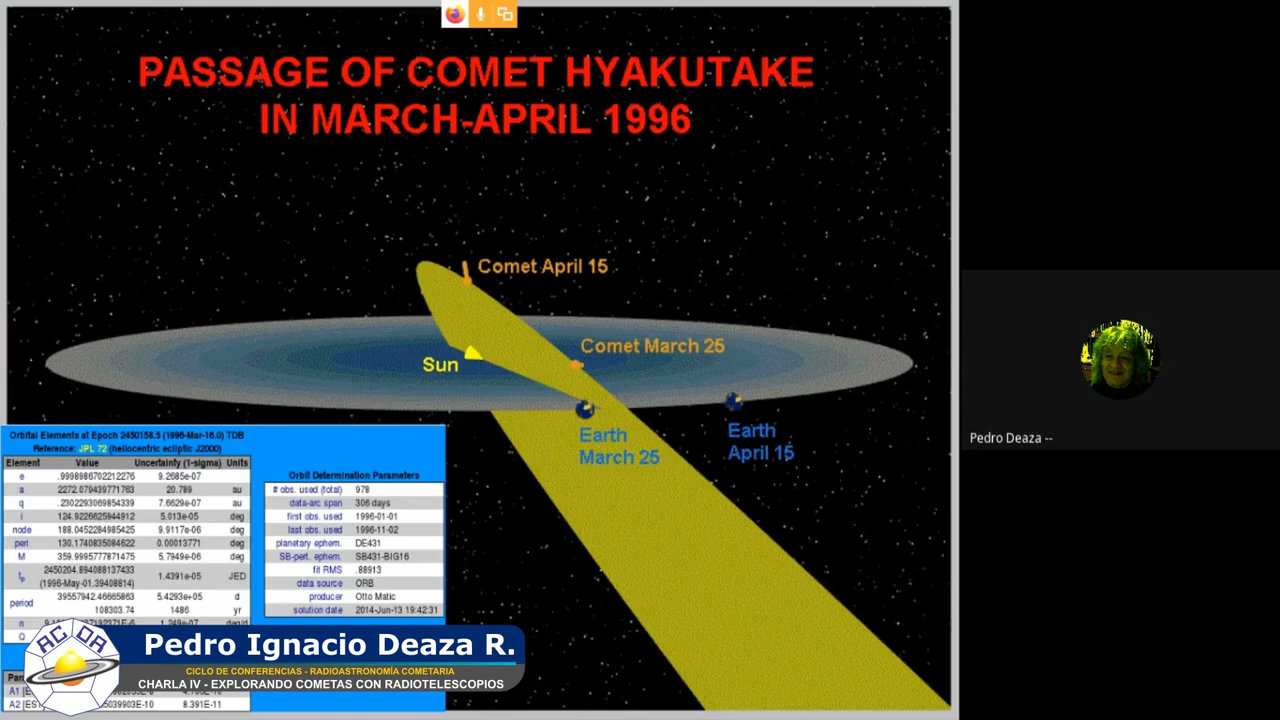 PASSAGE OF COMET HYAKUTAKE
IN MARCH-APRIL 1996
Comet April 15
Comet March 25
Sun
Earth
March 25
Earth
April 15
Pedro Deaza --
Orbital Elements at Epoch 2450158.5 (1996-Mar-16.0) TDB
Reference: JPL 72 (heliocentric ecliptic J2000)
Element Value Uncertainty (1-sigma) Units
e .9998986702212276 9.2685e-07
a 2272.079439771763 20.789 au
q .2302293069854339 7.6629e-07 au
i 124.9226625944912 5.013e-05 deg
node 188.0452284985425 9.9117e-06 deg
peri 130.1740835084622 0.00013771 deg
M 359.9995777871475 5.7949e-06 deg
tp 2450204.894088137433
(1996-May-01.39408814) 1.4391e-05 JED
period 39557942.46665863
108303.74 5.4293e+05
1486 d
yr
n deg/d
Q
Orbit Determination Parameters
# obs. used (total) 978
data-arc span 306 days
first obs. used 1996-01-01
last obs. used 1996-11-02
planetary ephem. DE431
SB-pert. ephem. SB431-BIG16
fit RMS .88913
data source ORB
producer Otto Matic
solution date 2014-Jun-13 19:42:31
ACDA
Pedro Ignacio Deaza R.
CICLO DE CONFERENCIAS - RADIOASTRONOMÍA COMETARIA
CHARLA IV - EXPLORANDO COMETAS CON RADIOTELESCOPIOS
A1
A2 8.391E-11